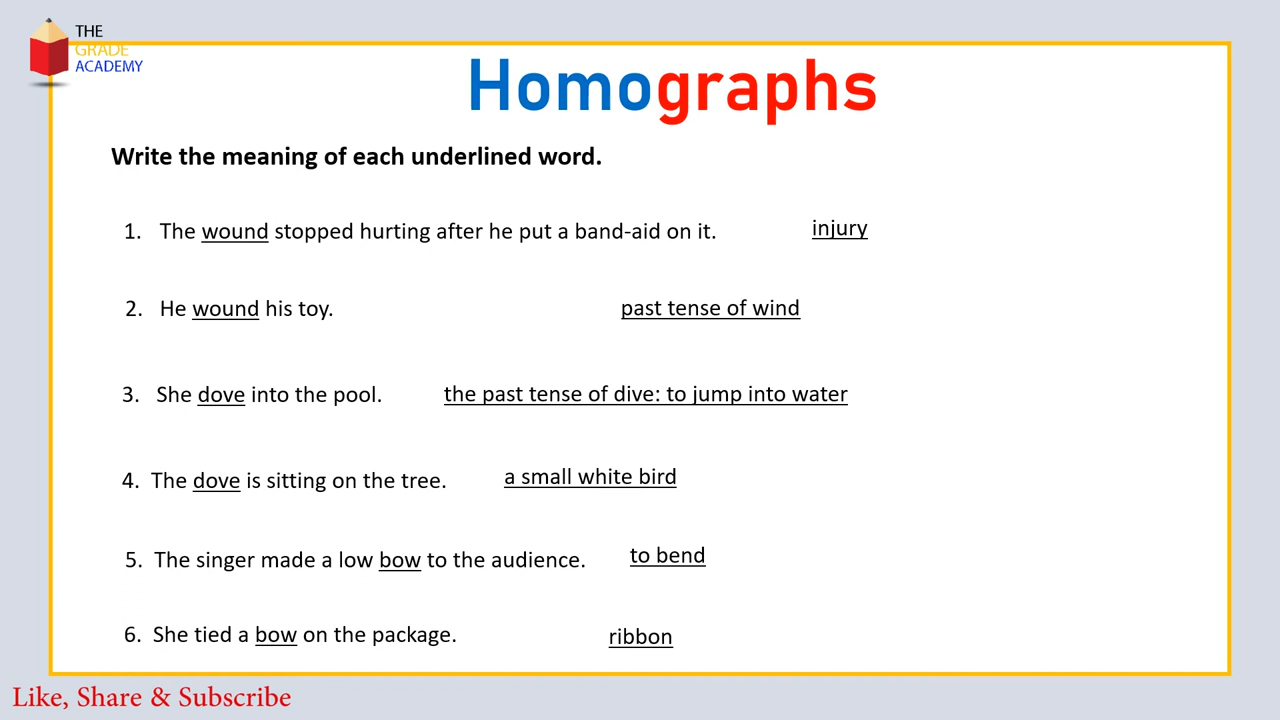 THE
GRADE
ACADEMY
Homographs
Write the meaning of each underlined word.
1. The wound stopped hurting after he put a band-aid on it. injury
2. He wound his toy. past tense of wind
3. She dove into the pool. the past tense of dive: to jump into water
4. The dove is sitting on the tree. a small white bird
5. The singer made a low bow to the audience. to bend
6. She tied a bow on the package. ribbon
Like, Share & Subscribe